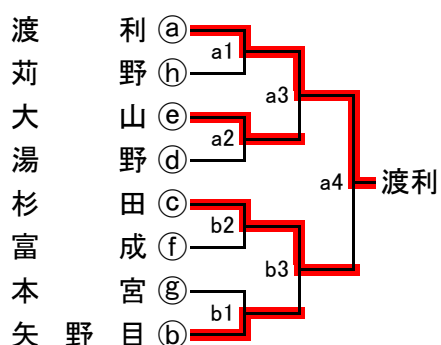 渡利 ⓐ
a1
苅野 ⓗ
a3
大山 ⓔ
a2
湯野 ⓓ
a4 渡利
杉田 ⓒ
b2
富成 ⓕ
b3
本宮 ⓖ
b1
矢野目 ⓑ